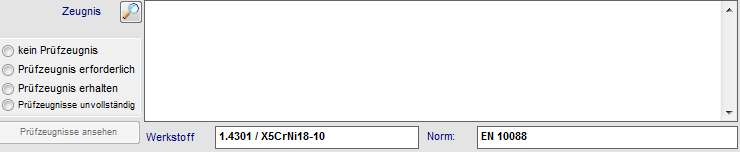 Zeugnis
kein Prüfzeugnis
Prüfzeugnis erforderlich
Prüfzeugnis erhalten
Prüfzeugnisse unvollständig
Prüfzeugnisse ansehen
Werkstoff 1.4301 / X5CrNi18-10 Norm: EN 10088